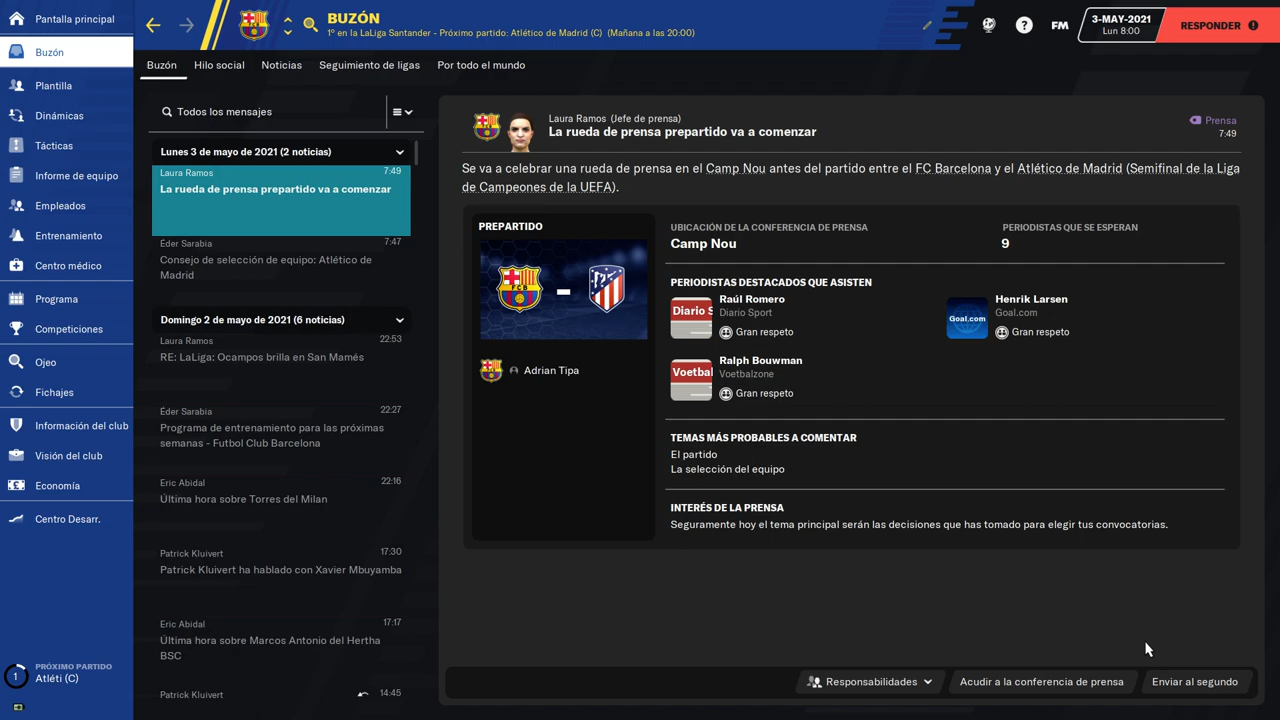 Pantalla principal
Buzón
Plantilla
Dinámicas
Tácticas
Informe de equipo
Empleados
Entrenamiento
Centro médico
Programa
Competiciones
Ojeo
Fichajes
Información del club
Visión del club
Economía
Centro Desarr.
1
PRÓXIMO PARTIDO
Atléti (C)
BUZÓN
1º en la LaLiga Santander - Próximo partido: Atlético de Madrid (C) (Mañana a las 20:00)
?
FM
3-MAY-2021
Lun 8:00
RESPONDER
Buzón
Hilo social
Noticias
Seguimiento de ligas
Por todo el mundo
Todos los mensajes
Lunes 3 de mayo de 2021 (2 noticias)
Laura Ramos 7:49
La rueda de prensa prepartido va a comenzar
Éder Sarabia 7:47
Consejo de selección de equipo: Atlético de
Madrid
Domingo 2 de mayo de 2021 (6 noticias)
Laura Ramos 22:53
RE: LaLiga: Ocampos brilla en San Mamés
Éder Sarabia 22:27
Programa de entrenamiento para las próximas
semanas - Futbol Club Barcelona
Eric Abidal 22:16
Última hora sobre Torres del Milan
Patrick Kluivert 17:30
Patrick Kluivert ha hablado con Xavier Mbuyamba
Eric Abidal 17:17
Última hora sobre Marcos Antonio del Hertha
BSC
Patrick Kluivert 14:45
Laura Ramos (Jefe de prensa)
La rueda de prensa prepartido va a comenzar
Prensa
7:49
Se va a celebrar una rueda de prensa en el Camp Nou antes del partido entre el FC Barcelona y el Atlético de Madrid (Semifinal de la Liga
de Campeones de la UEFA).
PREPARTIDO
FCB
-
Adrian Tipa
UBICACIÓN DE LA CONFERENCIA DE PRENSA
Camp Nou
PERIODISTAS QUE SE ESPERAN
9
PERIODISTAS DESTACADOS QUE ASISTEN
Diario S
Raúl Romero
Diario Sport
Gran respeto
Goal.com
Henrik Larsen
Goal.com
Gran respeto
Voetbal
Ralph Bouwman
Voetbalzone
Gran respeto
TEMAS MÁS PROBABLES A COMENTAR
El partido
La selección del equipo
INTERÉS DE LA PRENSA
Seguramente hoy el tema principal serán las decisiones que has tomado para elegir tus convocatorias.
Responsabilidades
Acudir a la conferencia de prensa
Enviar al segundo